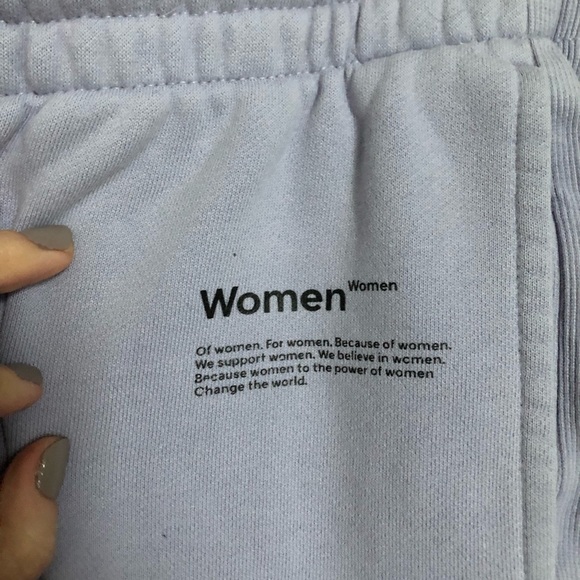 Women Women
Of women. For women. Because of women.
We support women. We believe in women.
Because women to the power of women
Change the world.